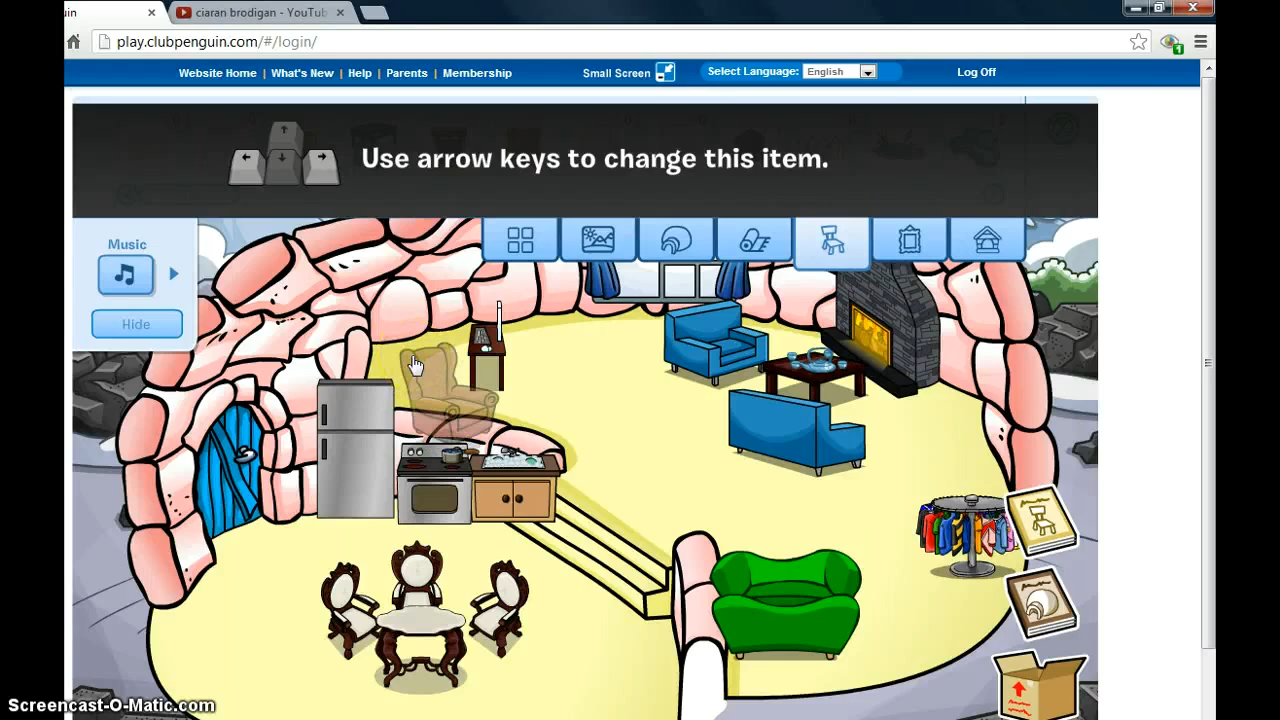 uin
ciaran brodigan - YouTub
play.clubpenguin.com/#/login/
1
Website Home | What's New | Help | Parents | Membership
Small Screen
Select Language: English
Log Off
Use arrow keys to change this item.
Music
Hide
Screencast-O-Matic.com